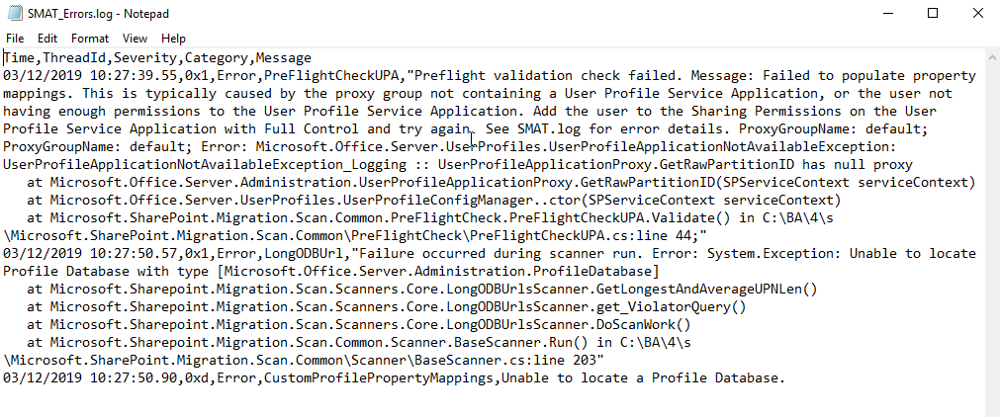 SMAT_Errors.log - Notepad
File Edit Format View Help
Time,ThreadId,Severity,Category,Message
03/12/2019 10:27:39.55,0x1,Error,PreFlightCheckUPA,"Preflight validation check failed. Message: Failed to populate property
mappings. This is typically caused by the proxy group not containing a User Profile Service Application, or the user not
having enough permissions to the User Profile Service Application. Add the user to the Sharing Permissions on the User
Profile Service Application with Full Control and try again. See SMAT.log for error details. ProxyGroupName: default;
ProxyGroupName: default; Error: Microsoft.Office.Server.UserProfiles.UserProfileApplicationNotAvailableException:
UserProfileApplicationNotAvailableException_Logging :: UserProfileApplicationProxy.GetRawPartitionID has null proxy
at Microsoft.Office.Server.Administration.UserProfileApplicationProxy.GetRawPartitionID(SPServiceContext serviceContext)
at Microsoft.Office.Server.UserProfiles.UserProfileConfigManager..ctor(SPServiceContext serviceContext)
at Microsoft.SharePoint.Migration.Scan.Common.PreFlightCheck.PreFlightCheckUPA.Validate() in C:\BA\4\s
\Microsoft.SharePoint.Migration.Scan.Common\PreFlightCheck\PreFlightCheckUPA.cs:line 44;"
03/12/2019 10:27:50.57,0x1,Error,LongODBUrl,"Failure occurred during scanner run. Error: System.Exception: Unable to locate
Profile Database with type [Microsoft.Office.Server.Administration.ProfileDatabase]
at Microsoft.Sharepoint.Migration.Scan.Scanners.Core.LongODBUrlsScanner.GetLongestAndAverageUPNLen()
at Microsoft.Sharepoint.Migration.Scan.Scanners.Core.LongODBUrlsScanner.get_ViolatorQuery()
at Microsoft.Sharepoint.Migration.Scan.Scanners.Core.LongODBUrlsScanner.DoScanWork()
at Microsoft.SharePoint.Migration.Scan.Common.Scanner.BaseScanner.Run() in C:\BA\4\s
\Microsoft.SharePoint.Migration.Scan.Common\Scanner\BaseScanner.cs:line 203"
03/12/2019 10:27:50.90,0xd,Error,CustomProfilePropertyMappings,Unable to locate a Profile Database.